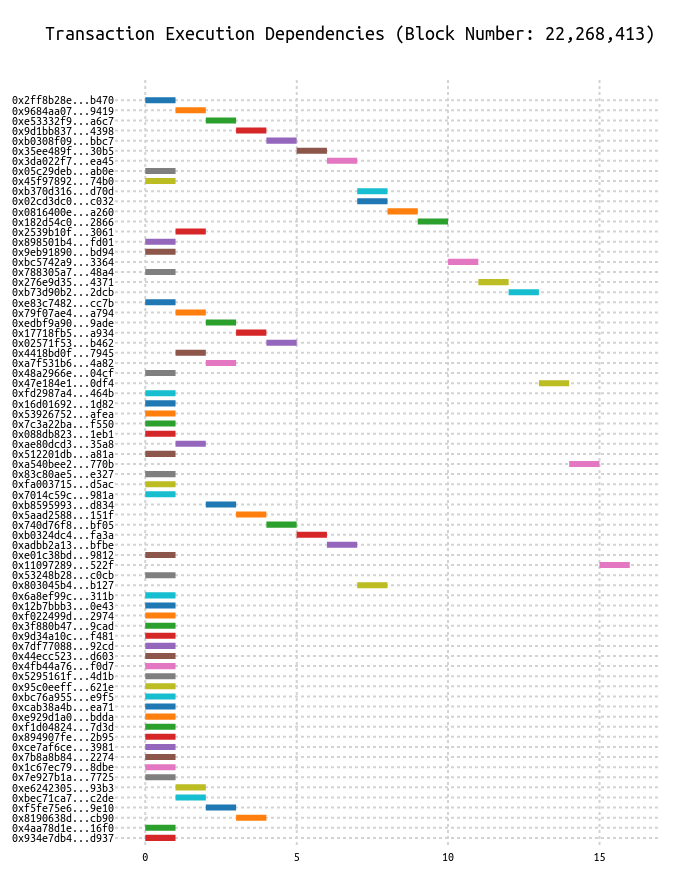 Transaction Execution Dependencies (Block Number: 22,268,413)
0x2ff8b28e...b470
0x9684aa07...9419
0xe53332f9...a6c7
0x9d1bb837...4398
0xb0308f09...bbc7
0x35ee489f...30b5
0x3da022f7...ea45
0x05c29deb...ab0e
0x45f97892...74b0
0xb370d316...d70d
0x02cd3dc0...c032
0x0816400e...a260
0x182d54c0...2866
0x2539b10f...3061
0x898501b4...fd01
0x9eb91890...bd94
0xbc5742a9...3364
0x788305a7...48a4
0x276e9d35...4371
0xb73d90b2...2dcb
0xe83c7482...cc7b
0x79f07ae4...a794
0xedbf9a90...9ade
0x17718fb5...a934
0x02571f53...b462
0x4418bd0f...7945
0xa7f531b6...4a82
0x48a2966e...04cf
0x47e184e1...0df4
0xfd2987a4...464b
0x16d01692...1d82
0x53926752...afea
0x7c3a22ba...f550
0x088db823...1eb1
0xae80dcd3...35a8
0x512201db...a81a
0xa540bee2...770b
0x83c80ae5...e327
0xfa003715...d5ac
0x7014c59c...981a
0xb8595993...d834
0x5aad2588...151f
0x740d76f8...bf05
0xb0324dc4...fa3a
0xadbb2a13...bfbe
0xe01c38bd...9812
0x11097289...522f
0x53248b28...c0cb
0x803045b4...b127
0x6a8ef99c...311b
0x12b7bbb3...0e43
0xf022499d...2974
0x3f880b47...9cad
0x9d34a10c...f481
0x7df77088...92cd
0x44ecc523...d603
0x4fb44a76...f0d7
0x5295161f...4d1b
0x95c0eeff...621e
0xbc76a955...e9f5
0xcab38a4b...ea71
0xe929d1a0...bdda
0xf1d04824...7d3d
0x894907fe...2b95
0xce7af6ce...3981
0x7b8a8b84...2274
0x1c67ec79...8dbe
0x7e927b1a...7725
0xe6242305...93b3
0xbec71ca7...c2de
0xf5fe75e6...9e10
0x8190638d...cb90
0x4aa78d1e...16f0
0x934e7db4...d937
0 5 10 15